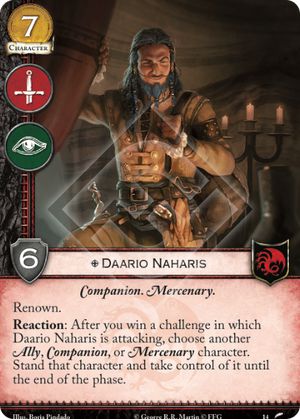 7
CHARACTER
6
DAARIO NAHARIS
Companion. Mercenary.
Renown.
Reaction: After you win a challenge in which
Daario Naharis is attacking, choose another
Ally, Companion, or Mercenary character.
Stand that character and take control of it until
the end of the phase.
Illus. Borja Pindado © George R.R. Martin © FFG 14